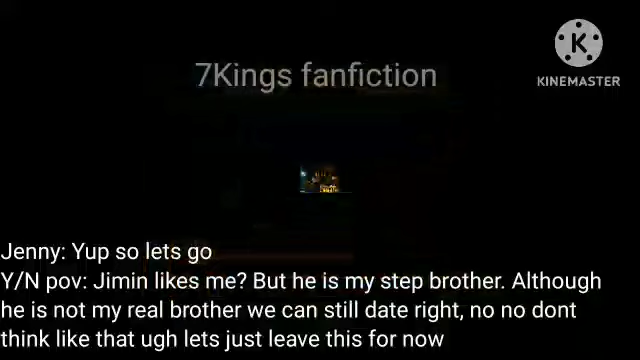 7Kings fanfiction
KINEMASTER
Jenny: Yup so lets go
Y/N pov: Jimin likes me? But he is my step brother. Although
he is not my real brother we can still date right, no no dont
think like that ugh lets just leave this for now